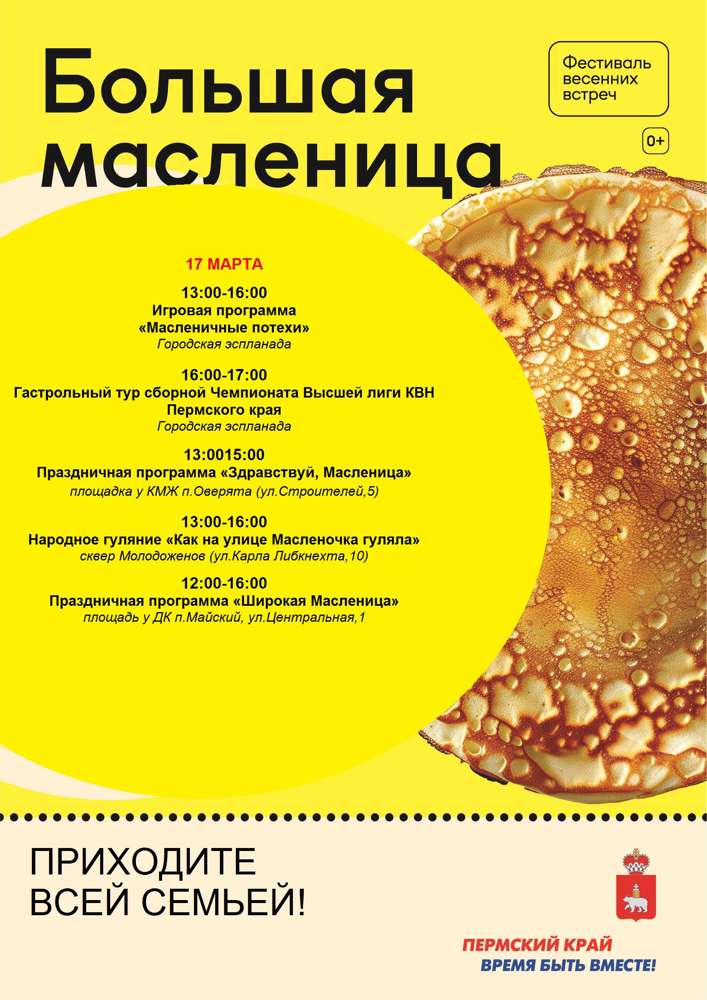 Большая
масленица
Фестиваль
весенних
встреч
0+
17 МАРТА
13:00-16:00
Игровая программа
«Масленичные потехи»
Городская эспланада
16:00-17:00
Гастрольный тур сборной Чемпионата Высшей лиги КВН
Пермского края
Городская эспланада
13:0015:00
Праздничная программа «Здравствуй, Масленица»
площадка у КМЖ п.Оверята (ул.Строителей,5)
13:00-16:00
Народное гуляние «Как на улице Масленочка гуляла»
сквер Молодоженов (ул.Карла Либкнехта,10)
12:00-16:00
Праздничная программа «Широкая Масленица»
площадь у ДК п.Майский, ул.Центральная,1
ПРИХОДИТЕ
ВСЕЙ СЕМЬЕЙ!
ПЕРМСКИЙ КРАЙ
ВРЕМЯ БЫТЬ ВМЕСТЕ!